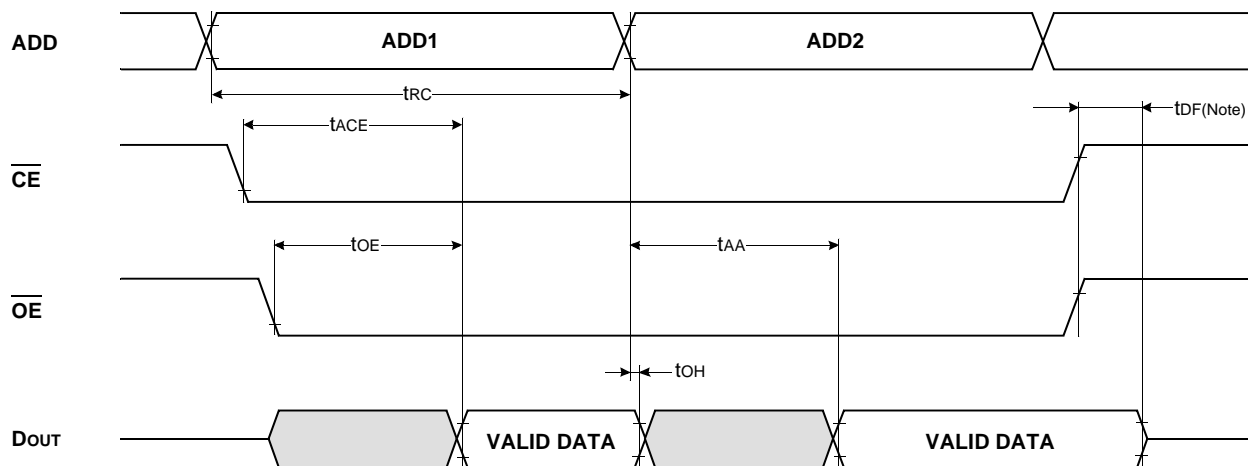 ADD
ADD1
ADD2
tRC
tDF(Note)
tACE
CE
tOE
tAA
OE
tOH
DOUT
VALID DATA
VALID DATA